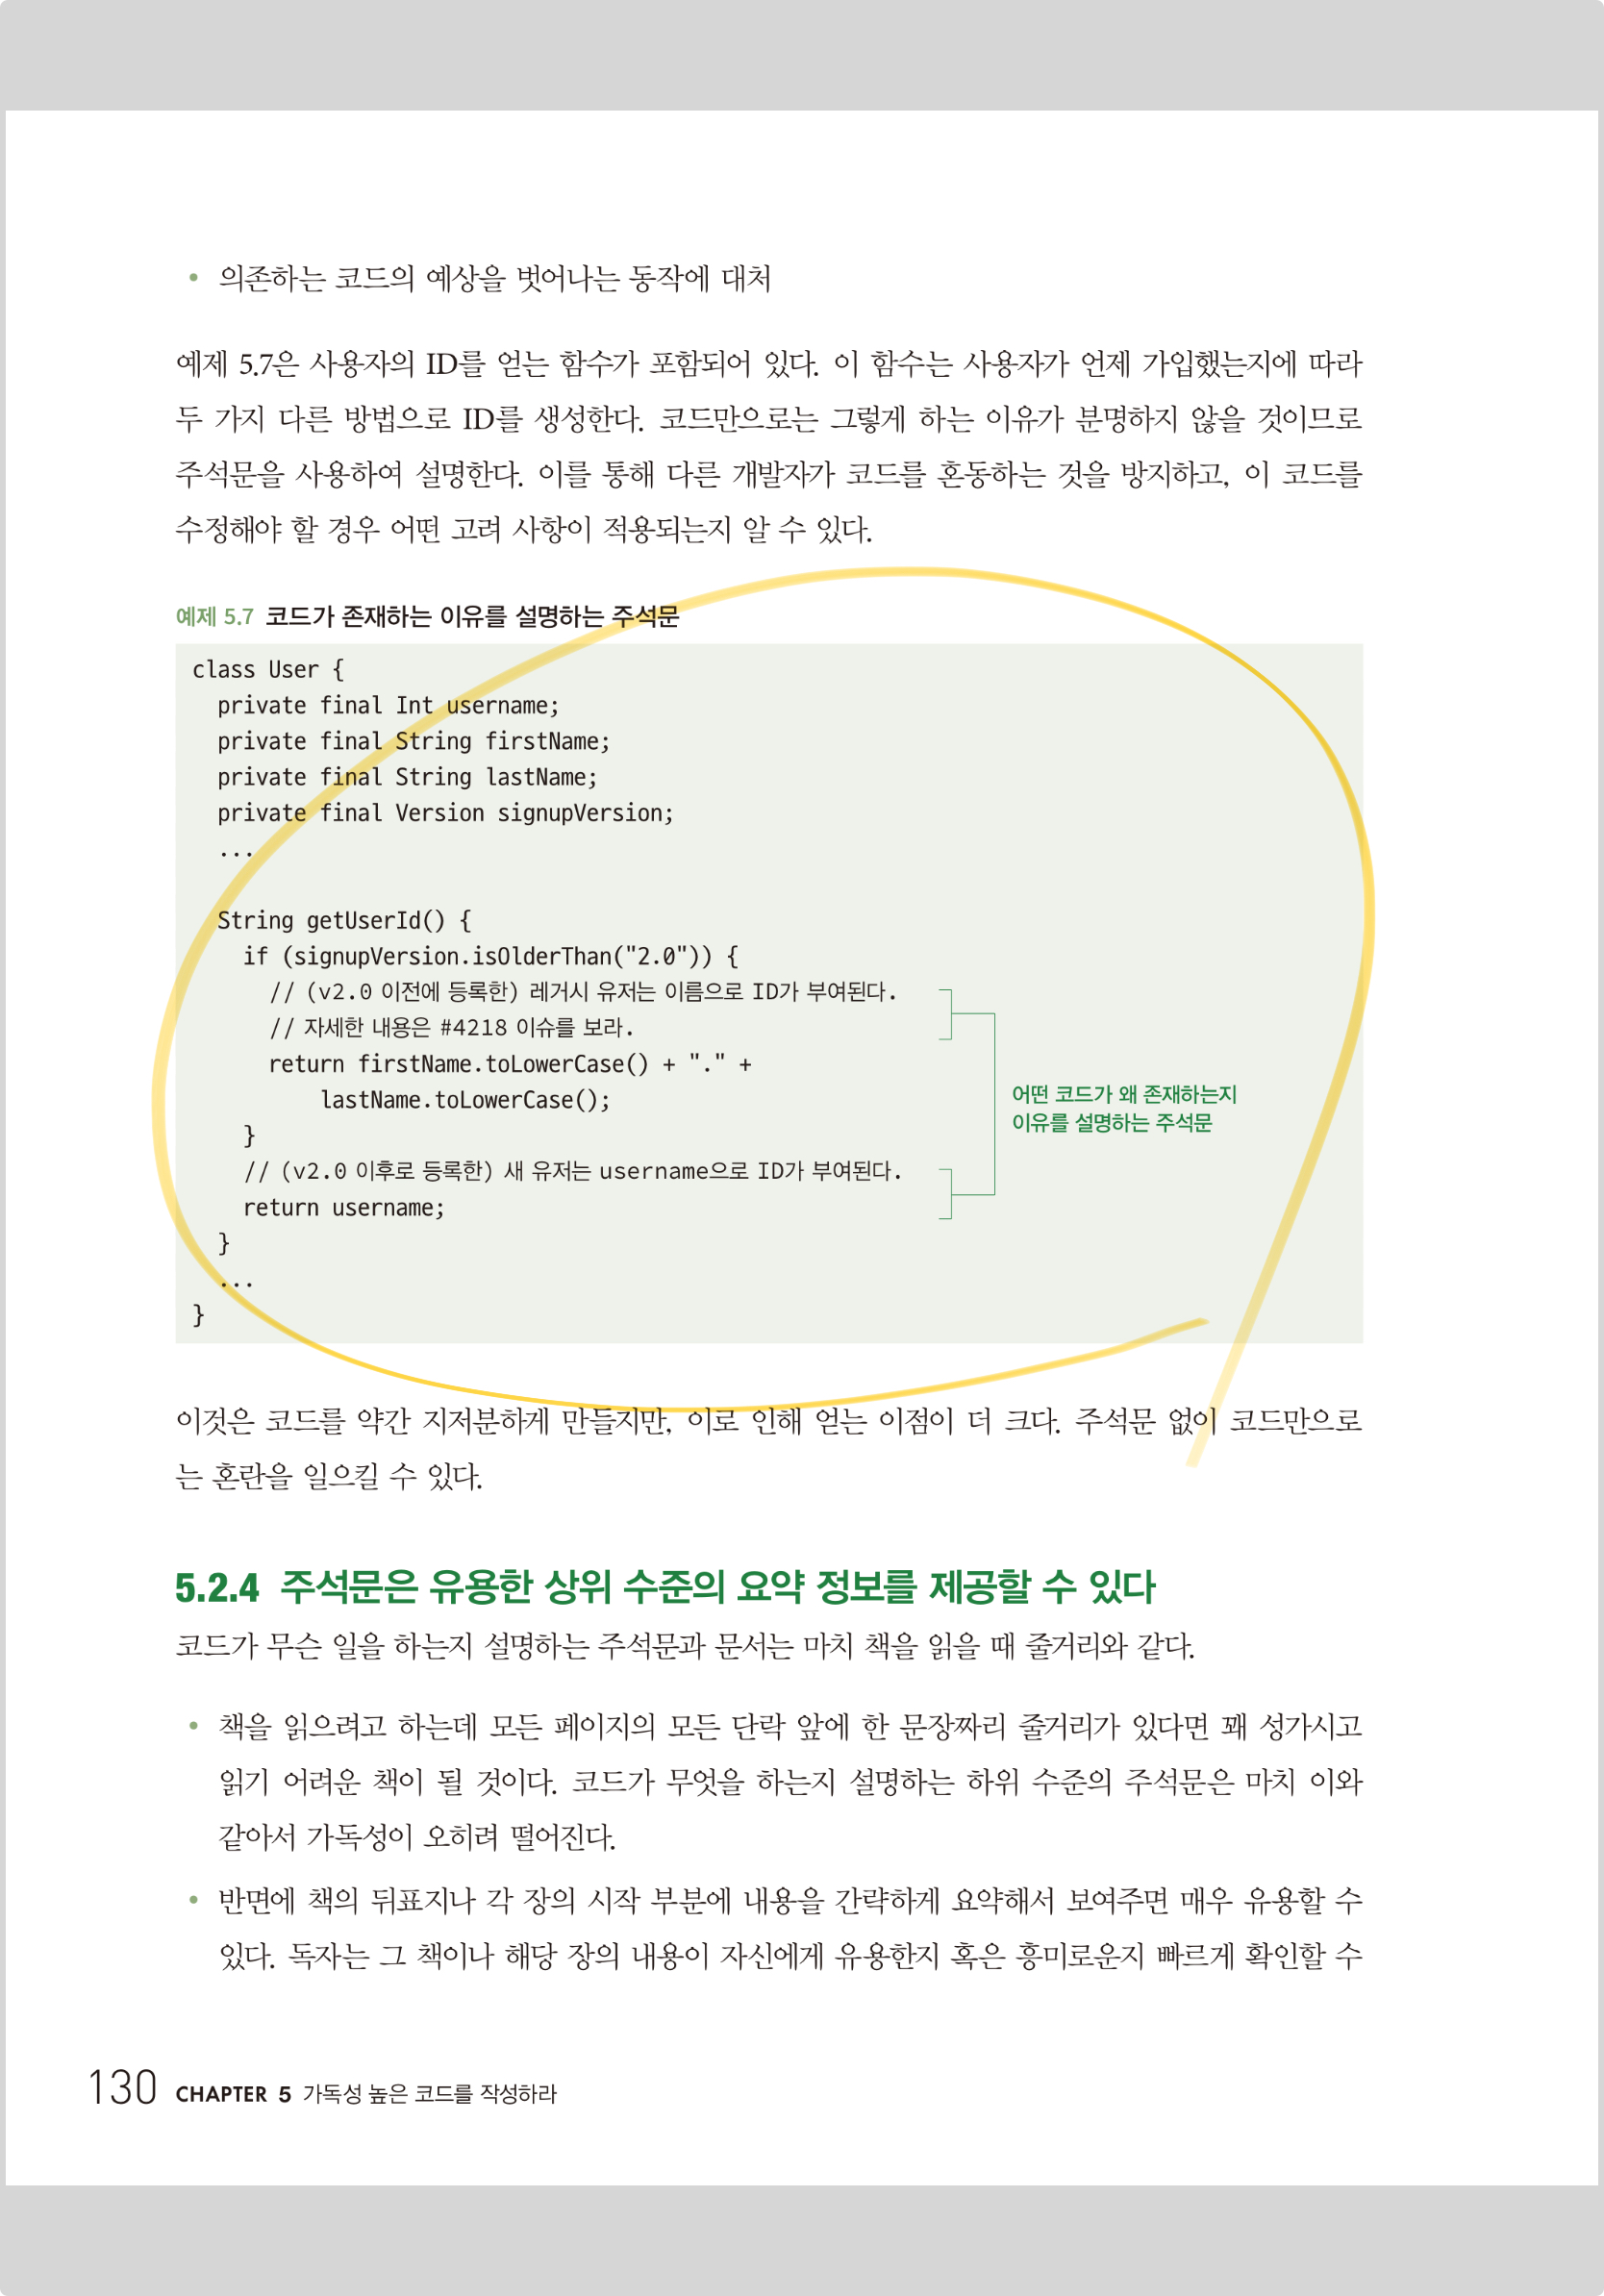 • 의존하는 코드의 예상을 벗어나는 동작에 대처
예제 5.7은 사용자의 ID를 얻는 함수가 포함되어 있다. 이 함수는 사용자가 언제 가입했는지에 따라
두 가지 다른 방법으로 ID를 생성한다. 코드만으로는 그렇게 하는 이유가 분명하지 않을 것이므로
주석문을 사용하여 설명한다. 이를 통해 다른 개발자가 코드를 혼동하는 것을 방지하고, 이 코드를
수정해야 할 경우 어떤 고려 사항이 적용되는지 알 수 있다.
예제 5.7 코드가 존재하는 이유를 설명하는 주석문
class User {
  private final Int username;
  private final String firstName;
  private final String lastName;
  private final Version signupVersion;
  ...
  String getUserId() {
    if (signupVersion.isOlderThan("2.0")) {
      // (v2.0 이전에 등록한) 레거시 유저는 이름으로 ID가 부여된다.
      // 자세한 내용은 #4218 이슈를 보라.
      return firstName.toLowerCase() + "." +
          lastName.toLowerCase();
    }
    // (v2.0 이후로 등록한) 새 유저는 username으로 ID가 부여된다.
    return username;
  }
  ...
}
어떤 코드가 왜 존재하는지
이유를 설명하는 주석문
이것은 코드를 약간 지저분하게 만들지만, 이로 인해 얻는 이점이 더 크다. 주석문 없이 코드만으로
는 혼란을 일으킬 수 있다.
5.2.4 주석문은 유용한 상위 수준의 요약 정보를 제공할 수 있다
코드가 무슨 일을 하는지 설명하는 주석문과 문서는 마치 책을 읽을 때 줄거리와 같다.
• 책을 읽으려고 하는데 모든 페이지의 모든 단락 앞에 한 문장짜리 줄거리가 있다면 꽤 성가시고
읽기 어려운 책이 될 것이다. 코드가 무엇을 하는지 설명하는 하위 수준의 주석문은 마치 이와
같아서 가독성이 오히려 떨어진다.
• 반면에 책의 뒤표지나 각 장의 시작 부분에 내용을 간략하게 요약해서 보여주면 매우 유용할 수
있다. 독자는 그 책이나 해당 장의 내용이 자신에게 유용한지 혹은 흥미로운지 빠르게 확인할 수
130 CHAPTER 5 가독성 높은 코드를 작성하라